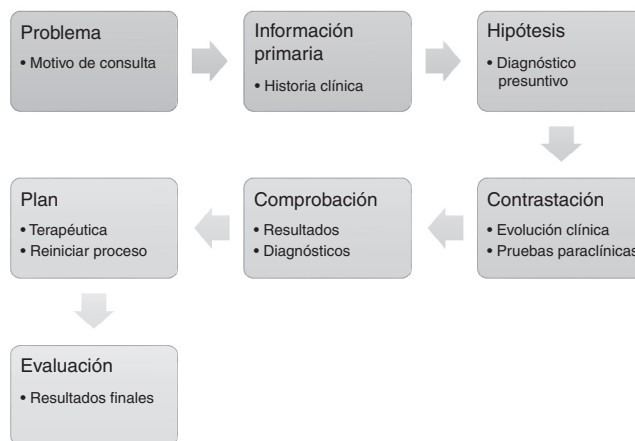 Problema
• Motivo de consulta
Información
primaria
• Historia clínica
Hipótesis
• Diagnóstico
presuntivo
Contrastación
• Evolución clínica
• Pruebas paraclínicas
Comprobación
• Resultados
• Diagnósticos
Plan
• Terapéutica
• Reiniciar proceso
Evaluación
• Resultados finales